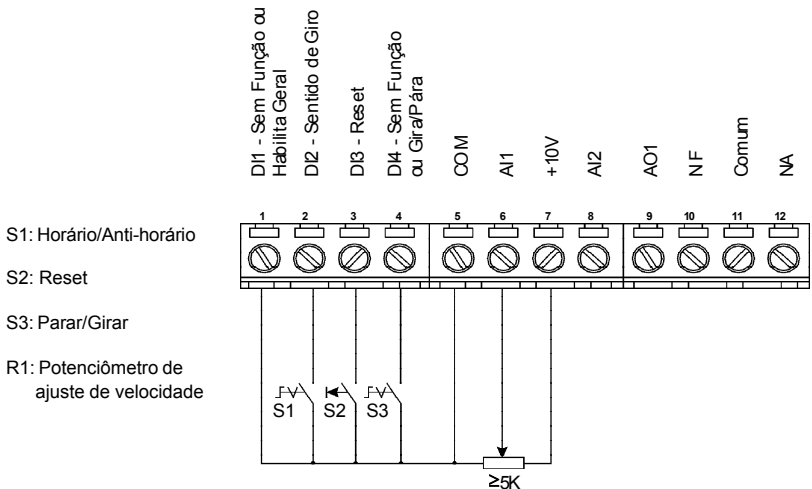 DI1 - Sem Função ou
Habilita Geral
DI2 - Sentido de Giro
DI3 - Reset
DI4 - Sem Função
ou Gira/Pára
COM
AI1
+10V
AI2
AO1
NF
Comum
NA
1 2 3 4 5 6 7 8 9 10 11 12
S1: Horário/Anti-horário
S2: Reset
S3: Parar/Girar
R1: Potenciômetro de
ajuste de velocidade
S1 S2 S3
≥5K